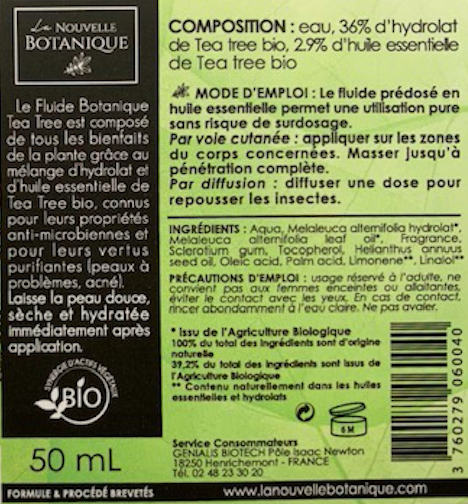 La NOUVELLE
BOTANIQUE
Le Fluide Botanique
Tea Tree est composé
de tous les bienfaits
de la plante grâce au
mélange d'hydrolat et
d'huile essentielle de
Tea Tree bio, connus
pour leurs propriétés
anti-microbiennes et
pour leurs vertus
purifiantes (peaux à
problèmes, acné).
Laisse la peau douce,
sèche et hydratée
immédiatement après
application.
SYNERGIE D'ACTIFS VÉGÉTAUX
BIO
50 mL
FORMULE & PROCÉDÉ BREVETÉS
COMPOSITION : eau, 36% d'hydrolat
de Tea tree bio, 2.9% d'huile essentielle
de Tea tree bio
MODE D'EMPLOI : Le fluide prédosé en
huile essentielle permet une utilisation pure
sans risque de surdosage.
Par voie cutanée : appliquer sur les zones
du corps concernées. Masser jusqu'à
pénétration complète.
Par diffusion : diffuser une dose pour
repousser les insectes.
INGRÉDIENTS : Aqua, Melaleuca alternifolia hydrolat*,
Melaleuca alternifolia leaf oil*, Fragrance,
Sclerotium gum, Tocopherol, Helianthus annuus
seed oil, Oleic acid, Palm acid, Limonene**, Linalol**
PRÉCAUTIONS D'EMPLOI : usage réservé à l'adulte, ne
convient pas aux femmes enceintes ou allaitantes,
éviter le contact avec les yeux. En cas de contact,
rincer abondamment à l'eau claire. Ne pas avaler.
* Issu de l'Agriculture Biologique
100% du total des ingrédients sont d'origine
naturelle
39,2% du total des ingrédients sont issus de
l'Agriculture Biologique
** Contenu naturellement dans les huiles
essentielles et hydrolats
6 M
Service Consommateurs
GENIALIS BIOTECH Pôle Isaac Newton
18250 Henrichemont - FRANCE
Tél. 02 48 23 30 20
www.lanouvellebotanique.com
3 760279 060040